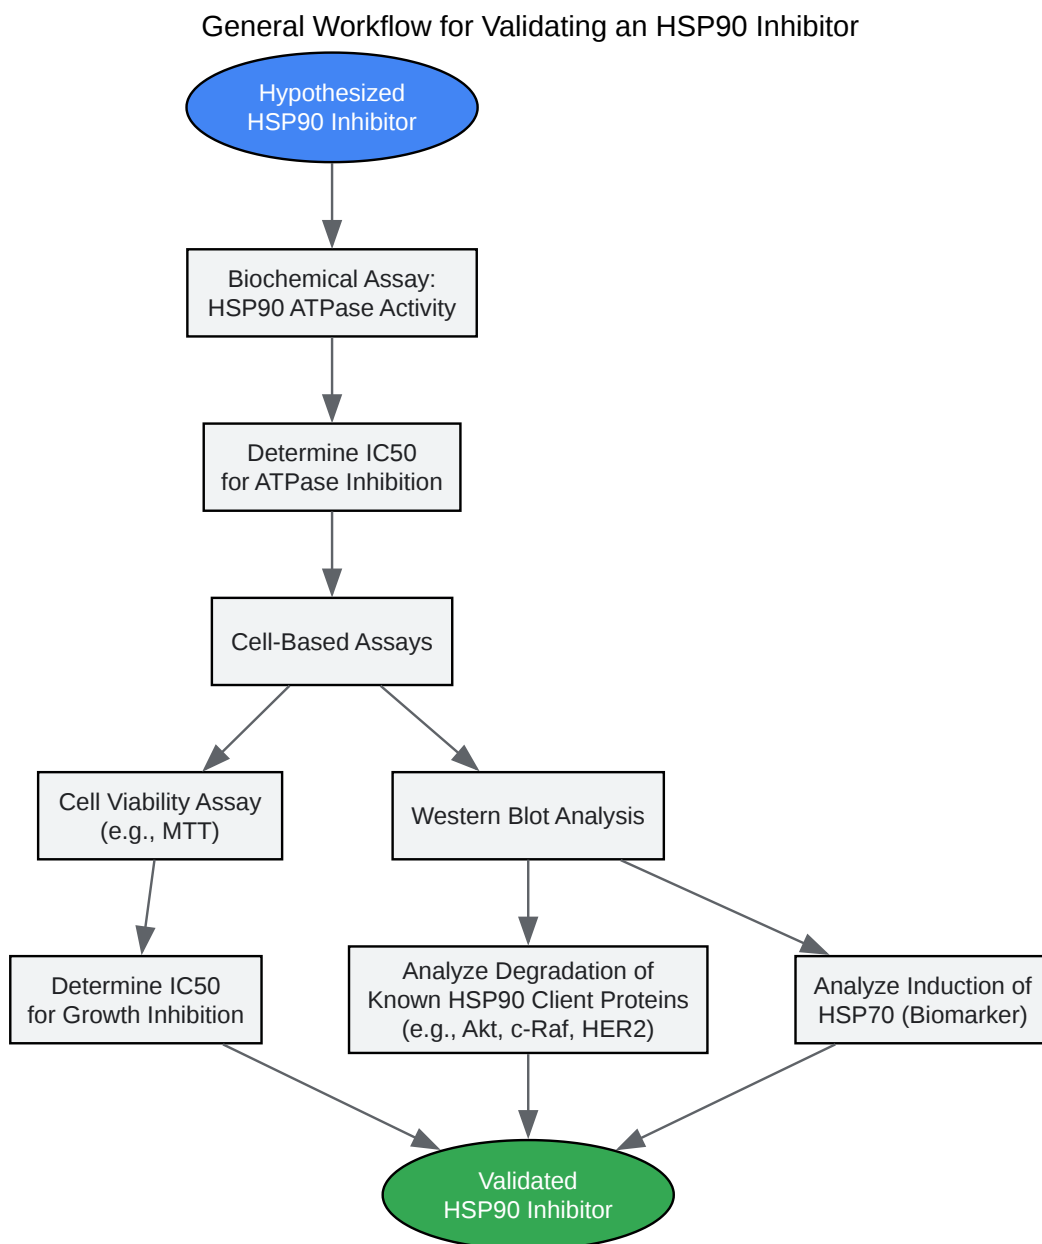 General Workflow for Validating an HSP90 Inhibitor
Hypothesized
HSP90 Inhibitor
Biochemical Assay:
HSP90 ATPase Activity
Determine IC50
for ATPase Inhibition
Cell-Based Assays
Cell Viability Assay
(e.g., MTT)
Western Blot Analysis
Determine IC50
for Growth Inhibition
Analyze Degradation of
Known HSP90 Client Proteins
(e.g., Akt, c-Raf, HER2)
Analyze Induction of
HSP70 (Biomarker)
Validated
HSP90 Inhibitor